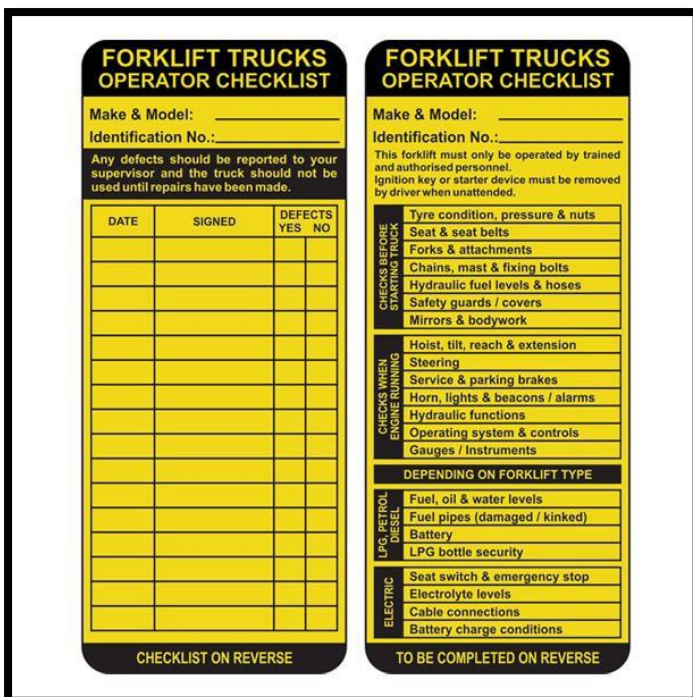 FORKLIFT TRUCKS
OPERATOR CHECKLIST
Make & Model:
Identification No.:
Any defects should be reported to your
supervisor and the truck should not be
used until repairs have been made.
DATE SIGNED DEFECTS
YES NO
CHECKLIST ON REVERSE
FORKLIFT TRUCKS
OPERATOR CHECKLIST
Make & Model:
Identification No.:
This forklift must only be operated by trained
and authorised personnel.
Ignition key or starter device must be removed
by driver when unattended.
CHECKS BEFORE
STARTING TRUCK
Tyre condition, pressure & nuts
Seat & seat belts
Forks & attachments
Chains, mast & fixing bolts
Hydraulic fuel levels & hoses
Safety guards / covers
Mirrors & bodywork
CHECKS WHEN
ENGINE RUNNING
Hoist, tilt, reach & extension
Steering
Service & parking brakes
Horn, lights & beacons / alarms
Hydraulic functions
Operating system & controls
Gauges / Instruments
DEPENDING ON FORKLIFT TYPE
LPG, PETROL
DIESEL
Fuel, oil & water levels
Fuel pipes (damaged / kinked)
Battery
LPG bottle security
ELECTRIC
Seat switch & emergency stop
Electrolyte levels
Cable connections
Battery charge conditions
TO BE COMPLETED ON REVERSE